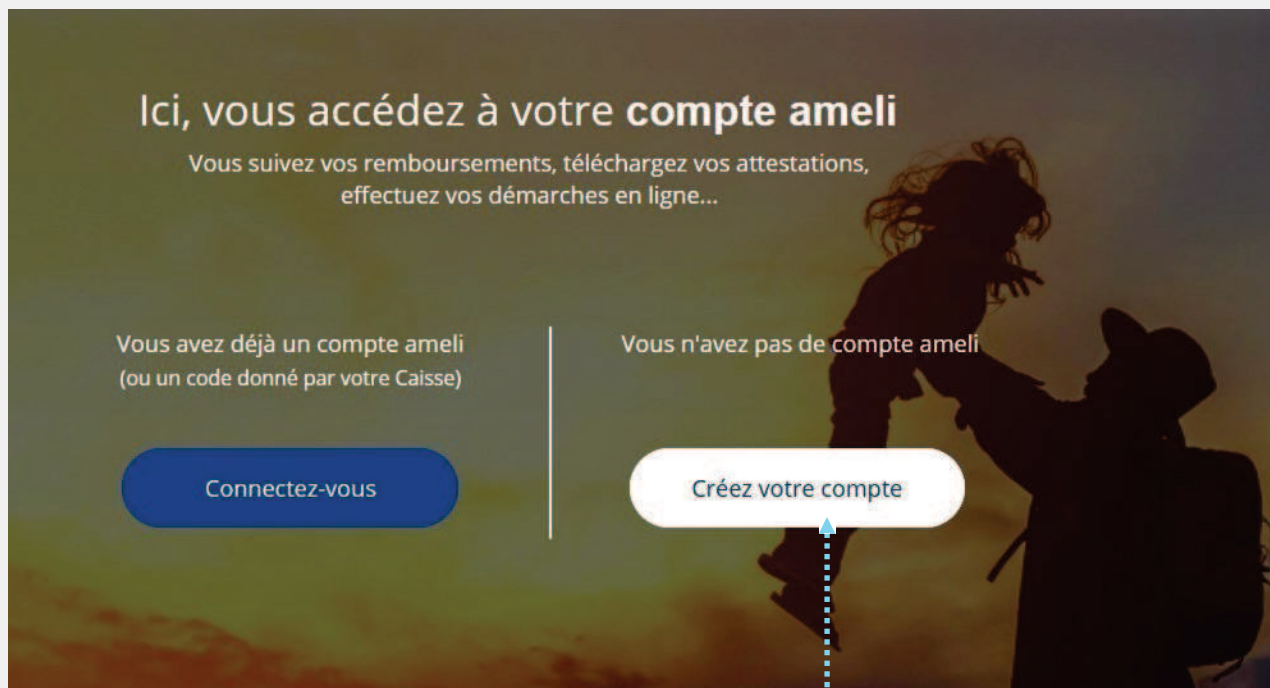 Ici, vous accédez à votre compte ameli
Vous suivez vos remboursements, téléchargez vos attestations,
effectuez vos démarches en ligne...
Vous avez déjà un compte ameli
(ou un code donné par votre Caisse)
Connectez-vous
Vous n'avez pas de compte ameli
Créez votre compte